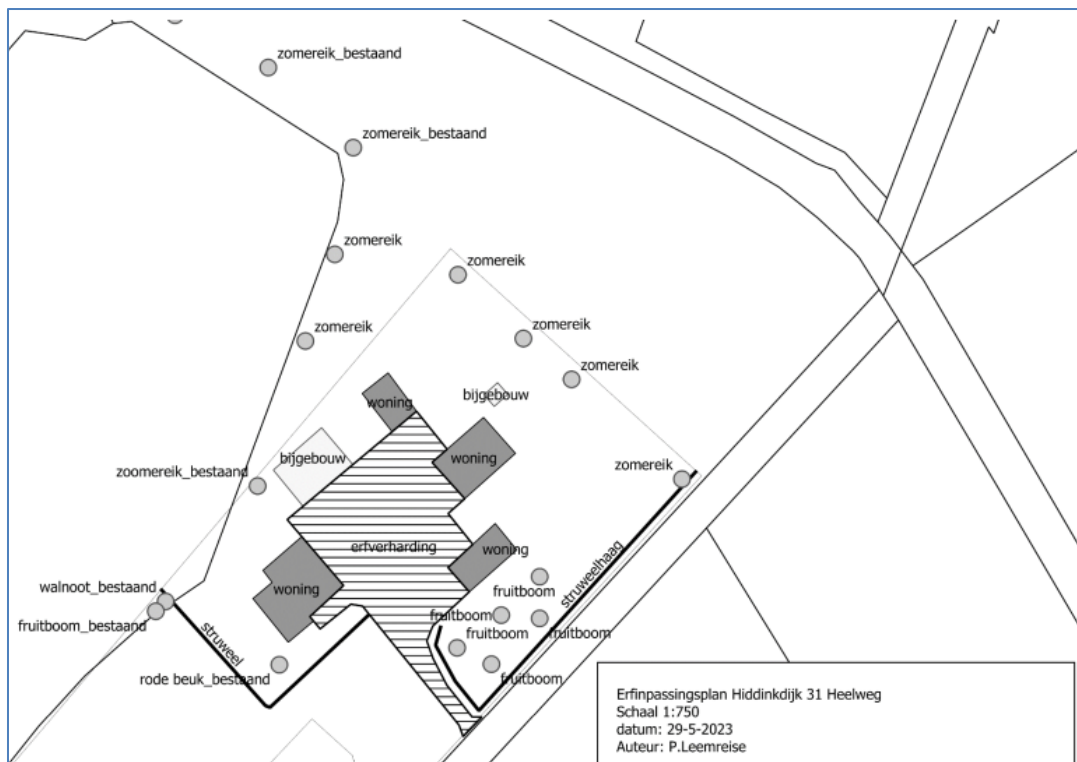 zomereik_bestaand
zomereik_bestaand
zomereik
zomereik
zomereik
zomereik
zomereik
bijgebouw
woning
bijgebouw
woning
zoomereik_bestaand
zomereik
erfverharding
woning
walnoot_bestaand
woning
fruitboom
struweelhaag
fruitboom_bestaand
fruitboom
fruitboom
struweel
fruitboom
rode beuk_bestaand
fruitboom
Erfinpassingsplan Hiddinkdijk 31 Heelweg
Schaal 1:750
datum: 29-5-2023
Auteur: P.Leemreise